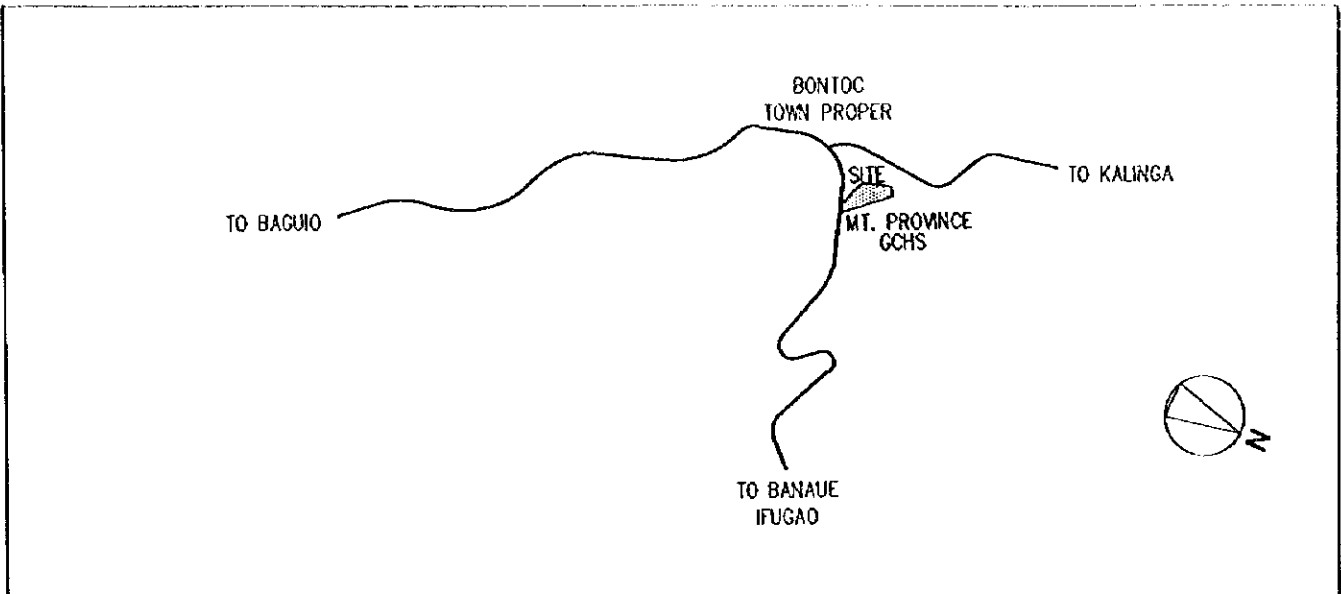 BONTOC
TOWN PROPER
SITE
TO KALINGA
TO BAGUIO
MT. PROVINCE
GCHS
N
TO BANAUE
IFUGAO